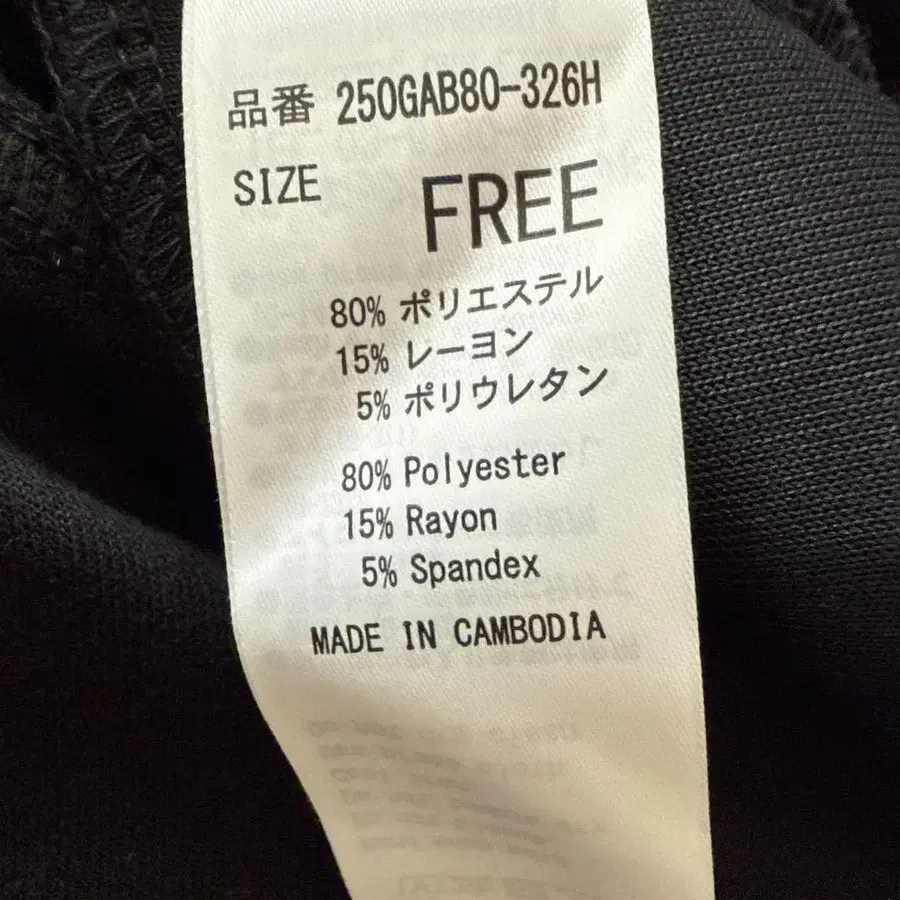 品番 250GAB80-326H
SIZE FREE
80% ポリエステル
15% レーヨン
5% ポリウレタン
80% Polyester
15% Rayon
5% Spandex
MADE IN CAMBODIA